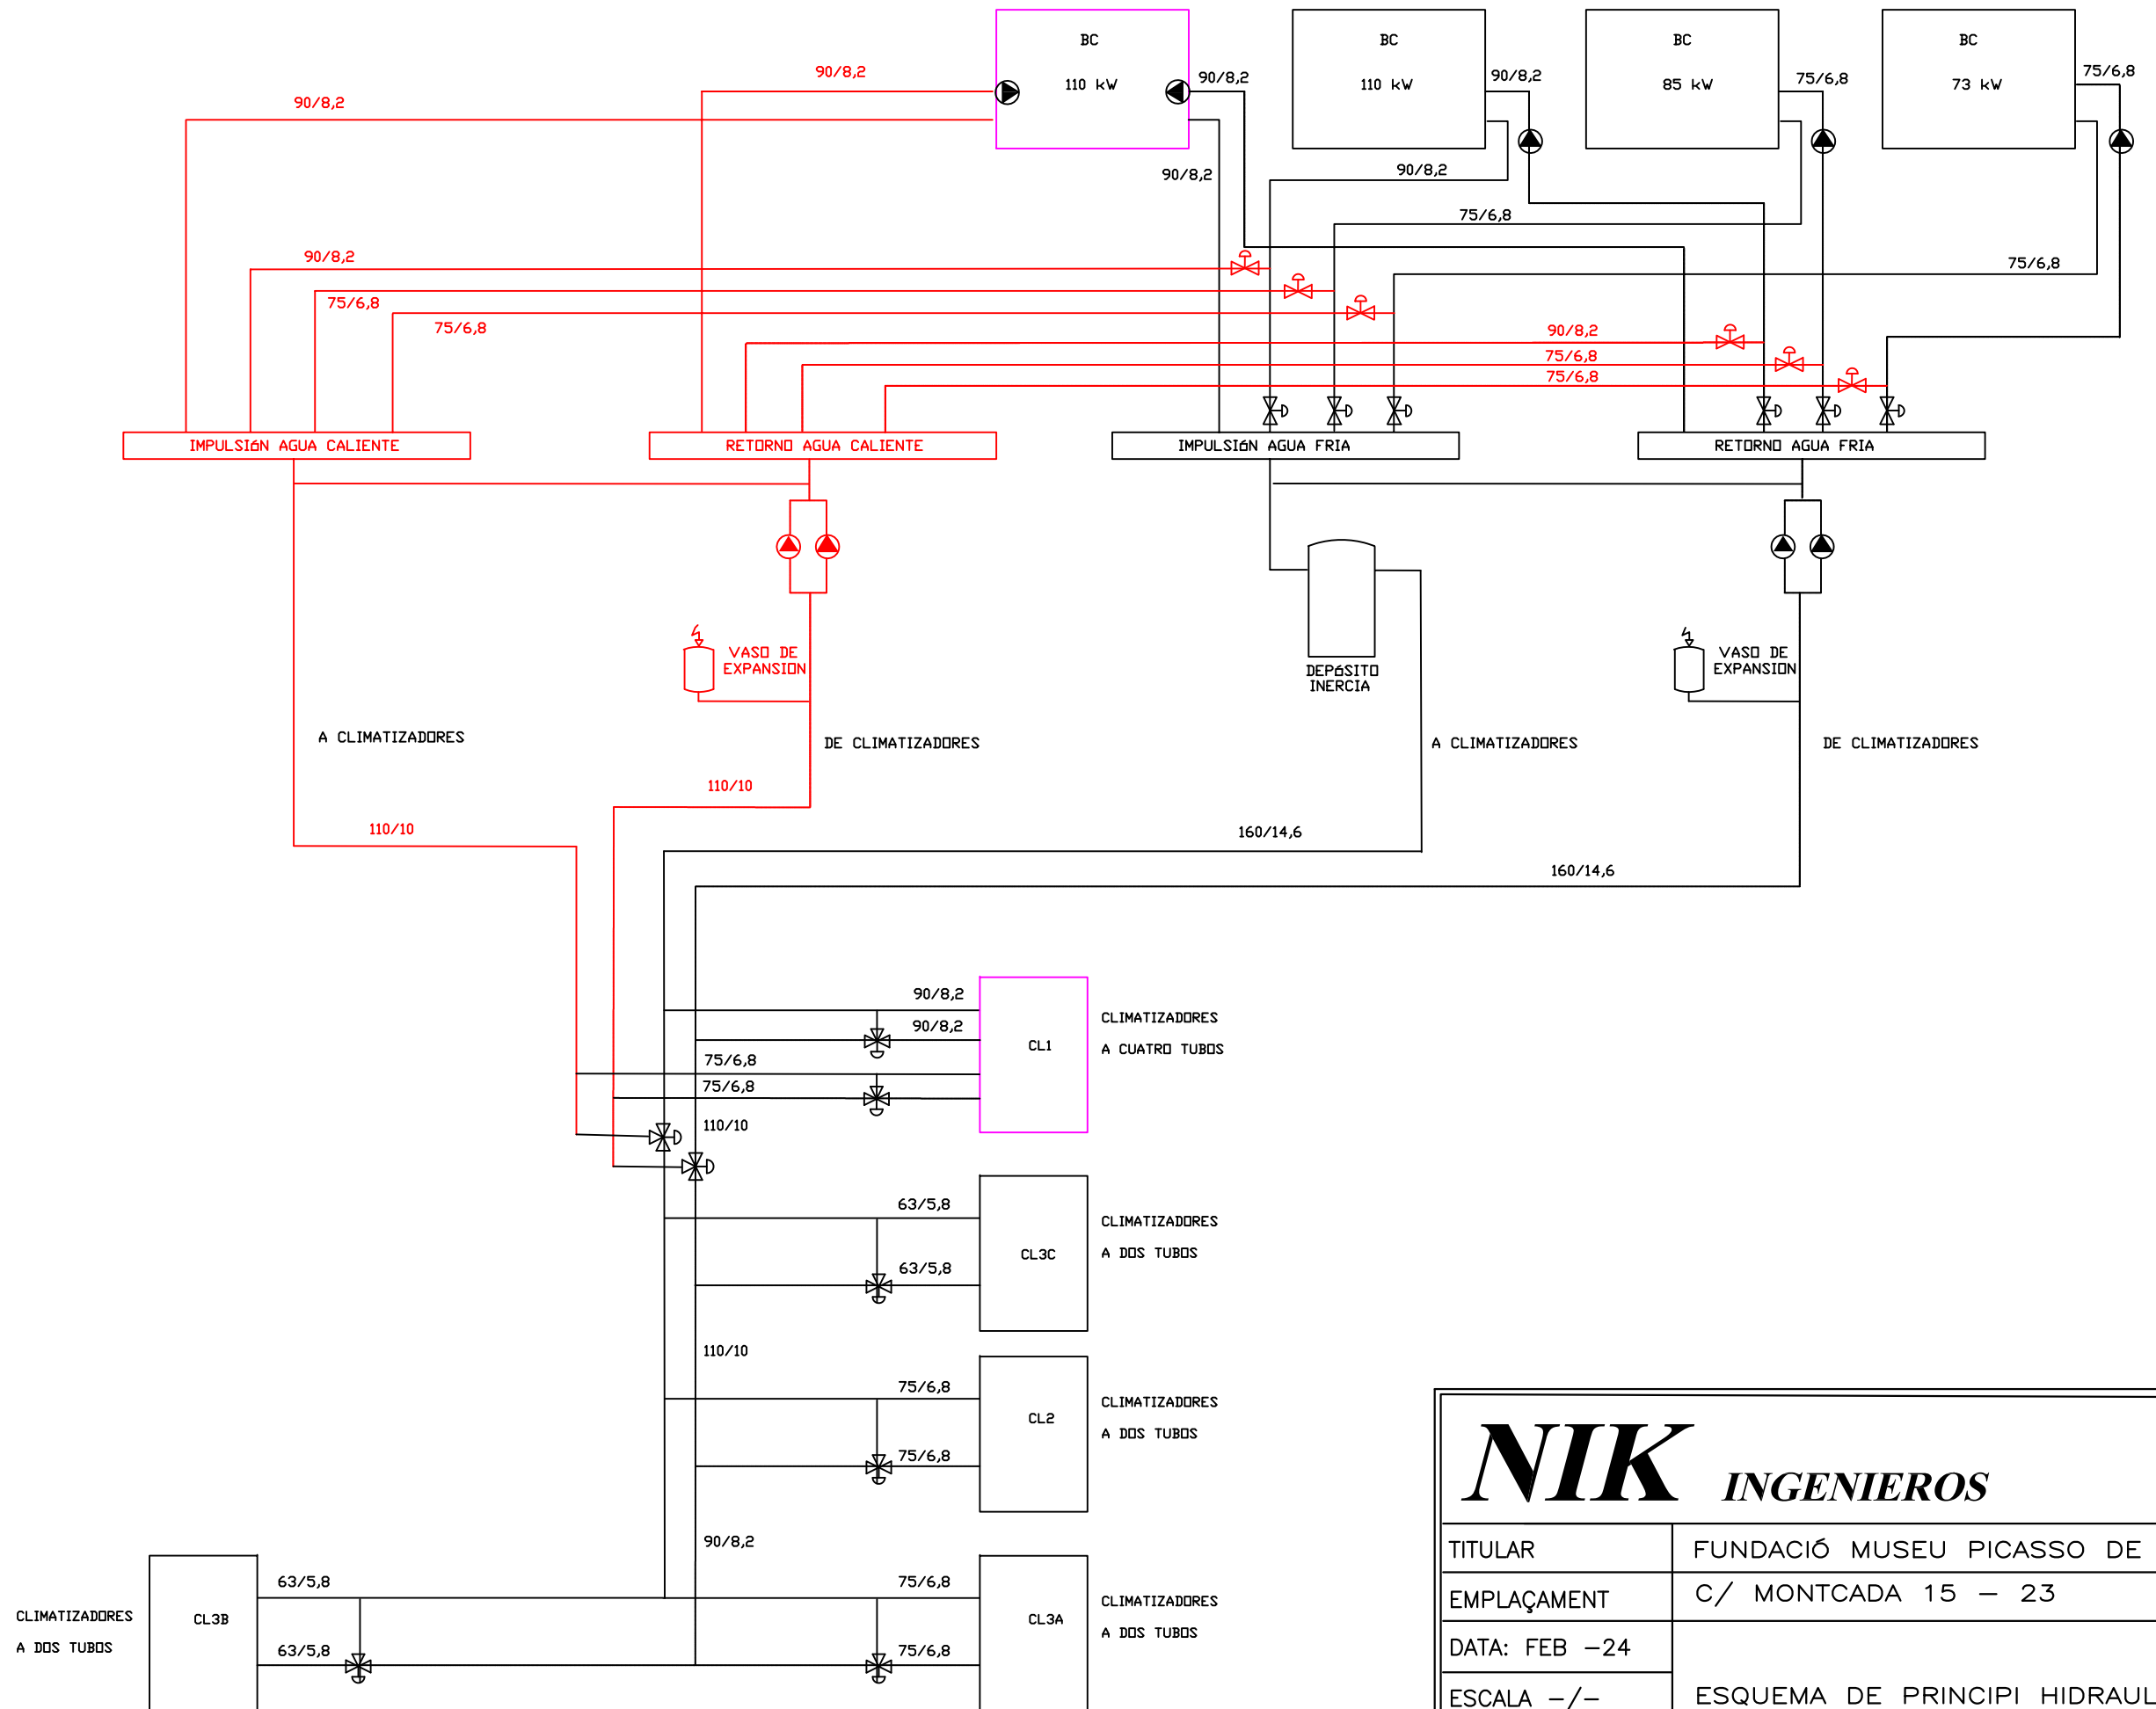 BC
110 kW
BC
110 kW
BC
85 kW
BC
73 kW
90/8,2
90/8,2
90/8,2
90/8,2
75/6,8
75/6,8
90/8,2
90/8,2
75/6,8
90/8,2
75/6,8
75/6,8
75/6,8
90/8,2
75/6,8
75/6,8
IMPULSIóN AGUA CALIENTE
RETORNO AGUA CALIENTE
IMPULSIóN AGUA FRIA
RETORNO AGUA FRIA
VASO DE
EXPANSION
DEPóSITO
INERCIA
VASO DE
EXPANSION
A CLIMATIZADORES
DE CLIMATIZADORES
A CLIMATIZADORES
DE CLIMATIZADORES
110/10
110/10
160/14,6
160/14,6
90/8,2
90/8,2
75/6,8
75/6,8
CL1
CLIMATIZADORES
A CUATRO TUBOS
110/10
63/5,8
63/5,8
CL3C
CLIMATIZADORES
A DOS TUBOS
110/10
75/6,8
75/6,8
CL2
CLIMATIZADORES
A DOS TUBOS
90/8,2
CLIMATIZADORES
A DOS TUBOS
CL3B
63/5,8
63/5,8
75/6,8
75/6,8
CL3A
CLIMATIZADORES
A DOS TUBOS
NIK INGENIEROS
TITULAR FUNDACIÓ MUSEU PICASSO DE
EMPLAÇAMENT C/ MONTCADA 15 - 23
DATA: FEB -24
ESCALA -/- ESQUEMA DE PRINCIPI HIDRAUL